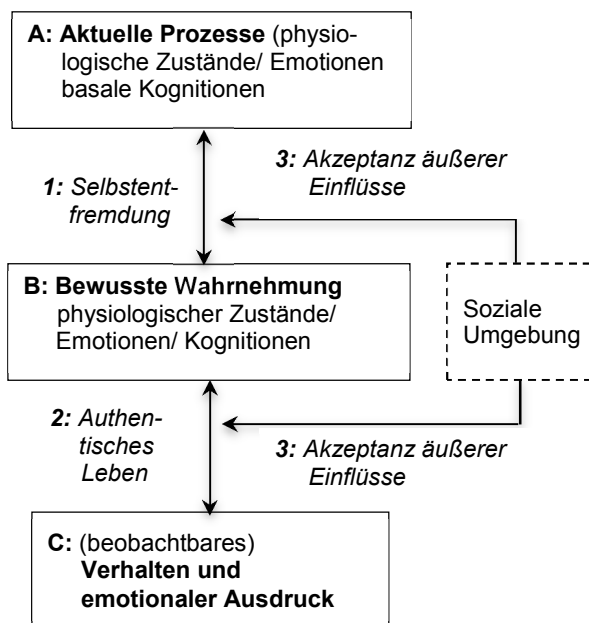 A: Aktuelle Prozesse (physio-
logische Zustände/ Emotionen
basale Kognitionen
3: Akzeptanz äußerer
Einflüsse
1: Selbstent-
fremdung
B: Bewusste Wahrnehmung
physiologischer Zustände/
Emotionen/ Kognitionen
Soziale
Umgebung
2: Authen-
tisches
Leben
3: Akzeptanz äußerer
Einflüsse
C: (beobachtbares)
Verhalten und
emotionaler Ausdruck